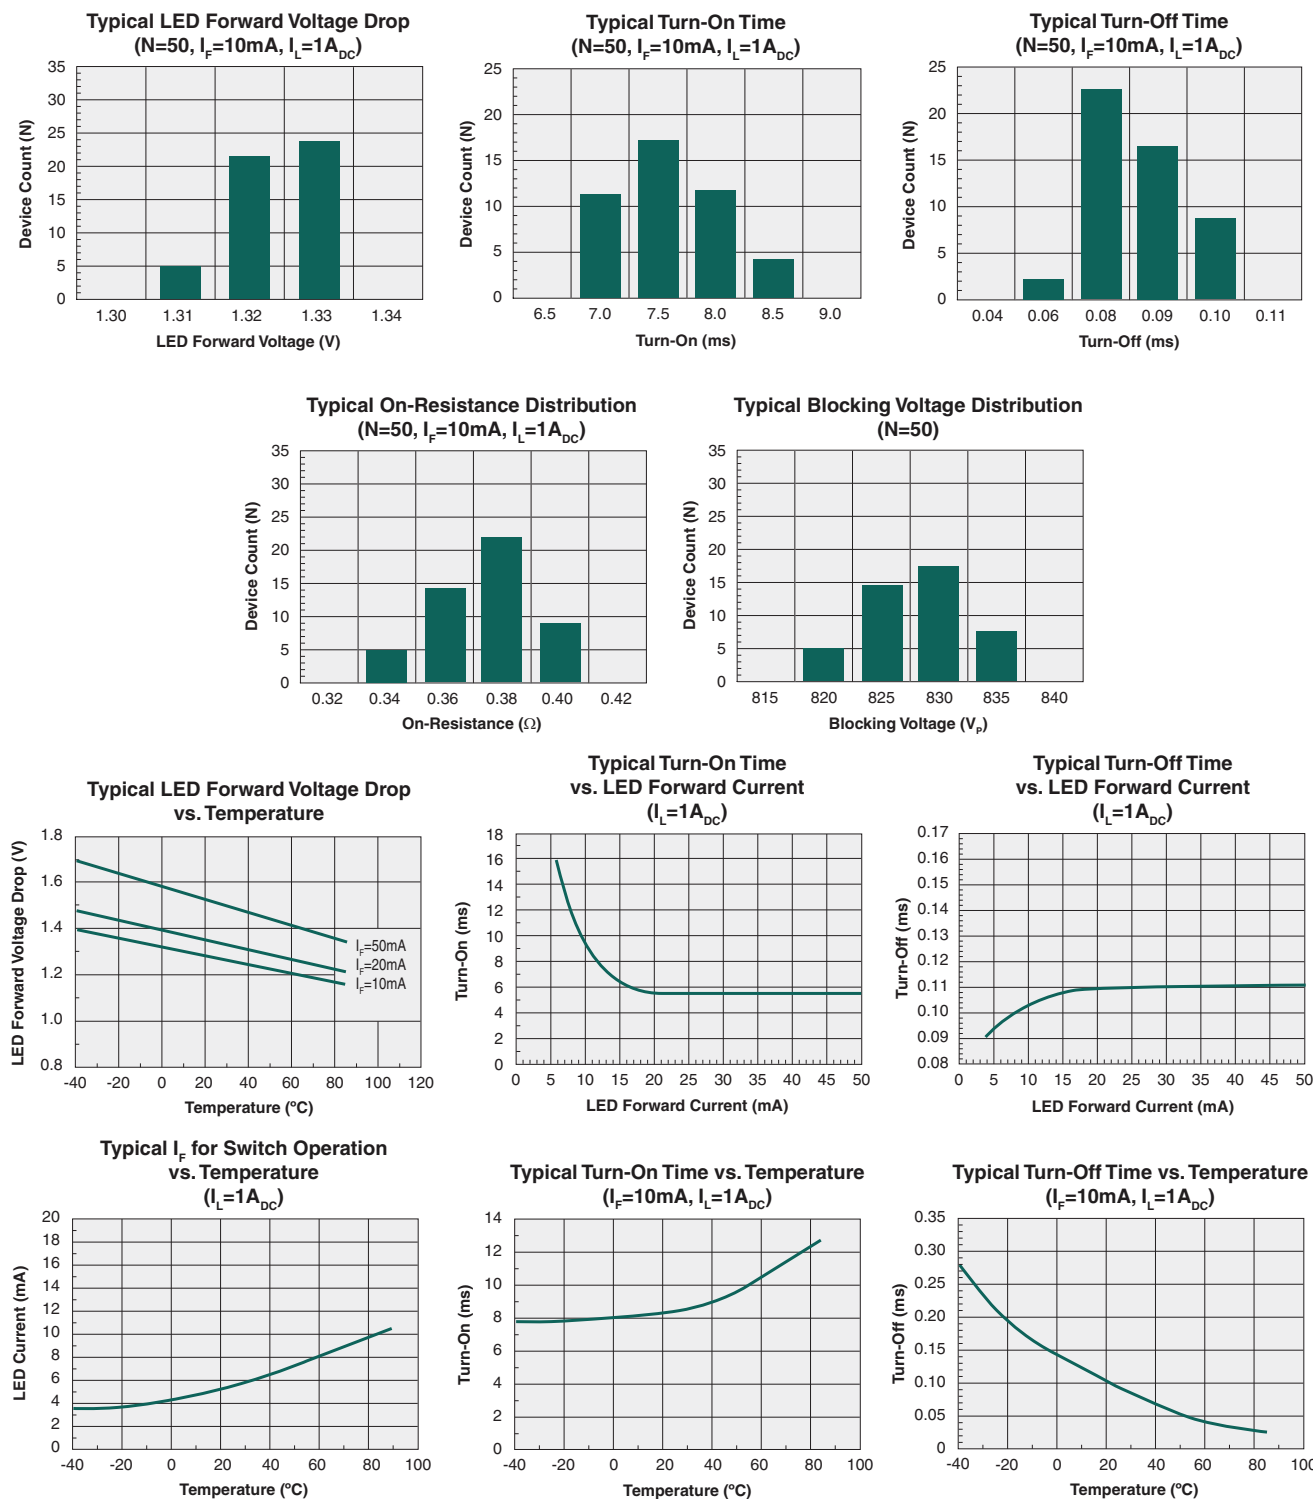 Typical LED Forward Voltage Drop
(N=50, IF=10mA, IL=1ADC)
35
30
25
20
15
10
5
0
Device Count (N)
1.30 1.31 1.32 1.33 1.34
LED Forward Voltage (V)
Typical Turn-On Time
(N=50, IF=10mA, IL=1ADC)
25
20
15
10
5
0
Device Count (N)
6.5 7.0 7.5 8.0 8.5 9.0
Turn-On (ms)
Typical Turn-Off Time
(N=50, IF=10mA, IL=1ADC)
25
20
15
10
5
0
Device Count (N)
0.04 0.06 0.08 0.09 0.10 0.11
Turn-Off (ms)
Typical On-Resistance Distribution
(N=50, IF=10mA, IL=1ADC)
35
30
25
20
15
10
5
0
Device Count (N)
0.32 0.34 0.36 0.38 0.40 0.42
On-Resistance (Ω)
Typical Blocking Voltage Distribution
(N=50)
35
30
25
20
15
10
5
0
Device Count (N)
815 820 825 830 835 840
Blocking Voltage (VP)
Typical LED Forward Voltage Drop
vs. Temperature
1.8
1.6
1.4
1.2
1.0
0.8
LED Forward Voltage Drop (V)
IF=50mA
IF=20mA
IF=10mA
-40 -20 0 20 40 60 80 100 120
Temperature (ºC)
Typical Turn-On Time
vs. LED Forward Current
(IL=1ADC)
18
16
14
12
10
8
6
4
2
0
Turn-On (ms)
0 5 10 15 20 25 30 35 40 45 50
LED Forward Current (mA)
Typical Turn-Off Time
vs. LED Forward Current
(IL=1ADC)
0.17
0.16
0.15
0.14
0.13
0.12
0.11
0.10
0.09
0.08
Turn-Off (ms)
0 5 10 15 20 25 30 35 40 45 50
LED Forward Current (mA)
Typical IF for Switch Operation
vs. Temperature
(IL=1ADC)
20
18
16
14
12
10
8
6
4
2
0
LED Current (mA)
-40 -20 0 20 40 60 80 100
Temperature (ºC)
Typical Turn-On Time vs. Temperature
(IF=10mA, IL=1ADC)
14
12
10
8
6
4
2
0
Turn-On (ms)
-40 -20 0 20 40 60 80 100
Temperature (ºC)
Typical Turn-Off Time vs. Temperature
(IF=10mA, IL=1ADC)
0.35
0.30
0.25
0.20
0.15
0.10
0.05
0
Turn-Off (ms)
-40 -20 0 20 40 60 80 100
Temperature (ºC)